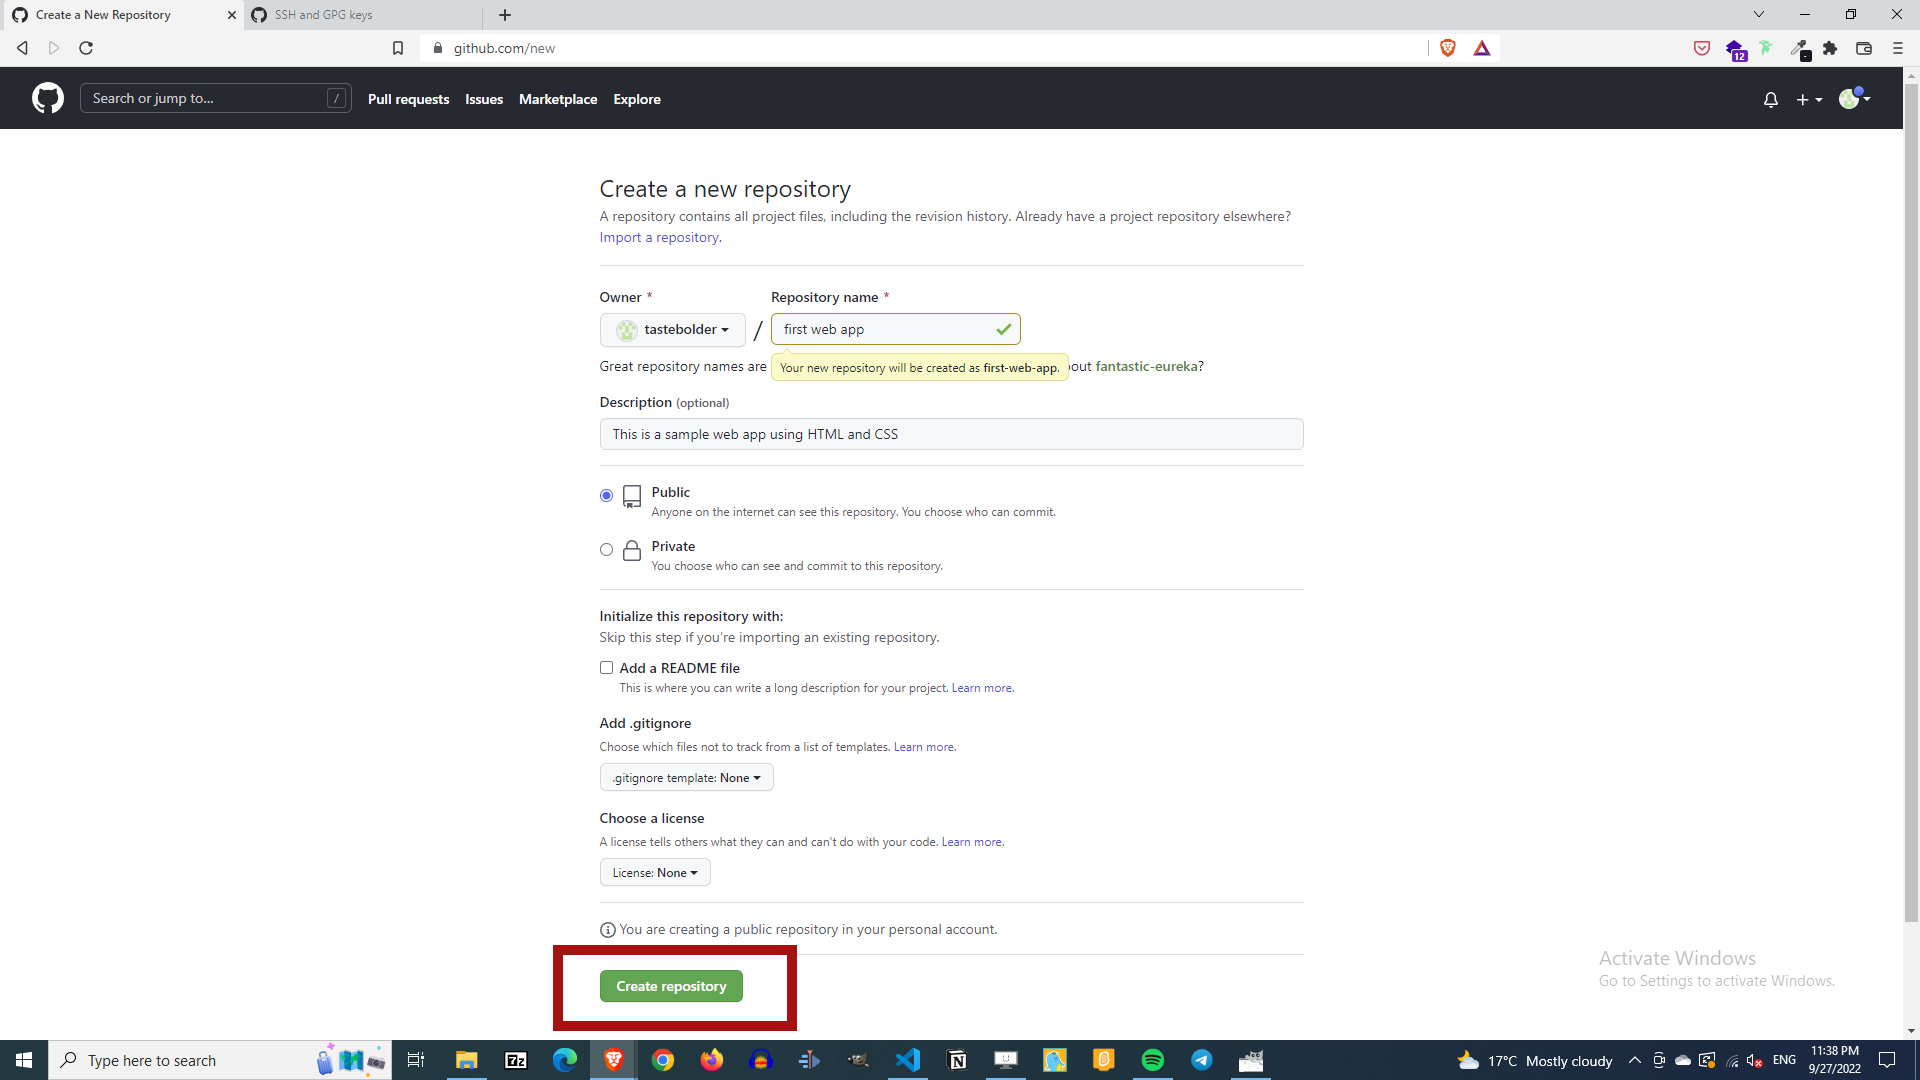 Create a New Repository
SSH and GPG keys
github.com/new
12
Search or jump to...
/
Pull requests Issues Marketplace Explore
Create a new repository
A repository contains all project files, including the revision history. Already have a project repository elsewhere?
Import a repository.
Owner * Repository name *
tastebolder / first web app
Great repository names are Your new repository will be created as first-web-app. out fantastic-eureka?
Description (optional)
This is a sample web app using HTML and CSS
Public
Anyone on the internet can see this repository. You choose who can commit.
Private
You choose who can see and commit to this repository.
Initialize this repository with:
Skip this step if you're importing an existing repository.
Add a README file
This is where you can write a long description for your project. Learn more.
Add .gitignore
Choose which files not to track from a list of templates. Learn more.
.gitignore template: None
Choose a license
A license tells others what they can and can't do with your code. Learn more.
License: None
You are creating a public repository in your personal account.
Create repository
Activate Windows
Go to Settings to activate Windows.
Type here to search
7z
17°C Mostly cloudy
ENG
11:38 PM
9/27/2022